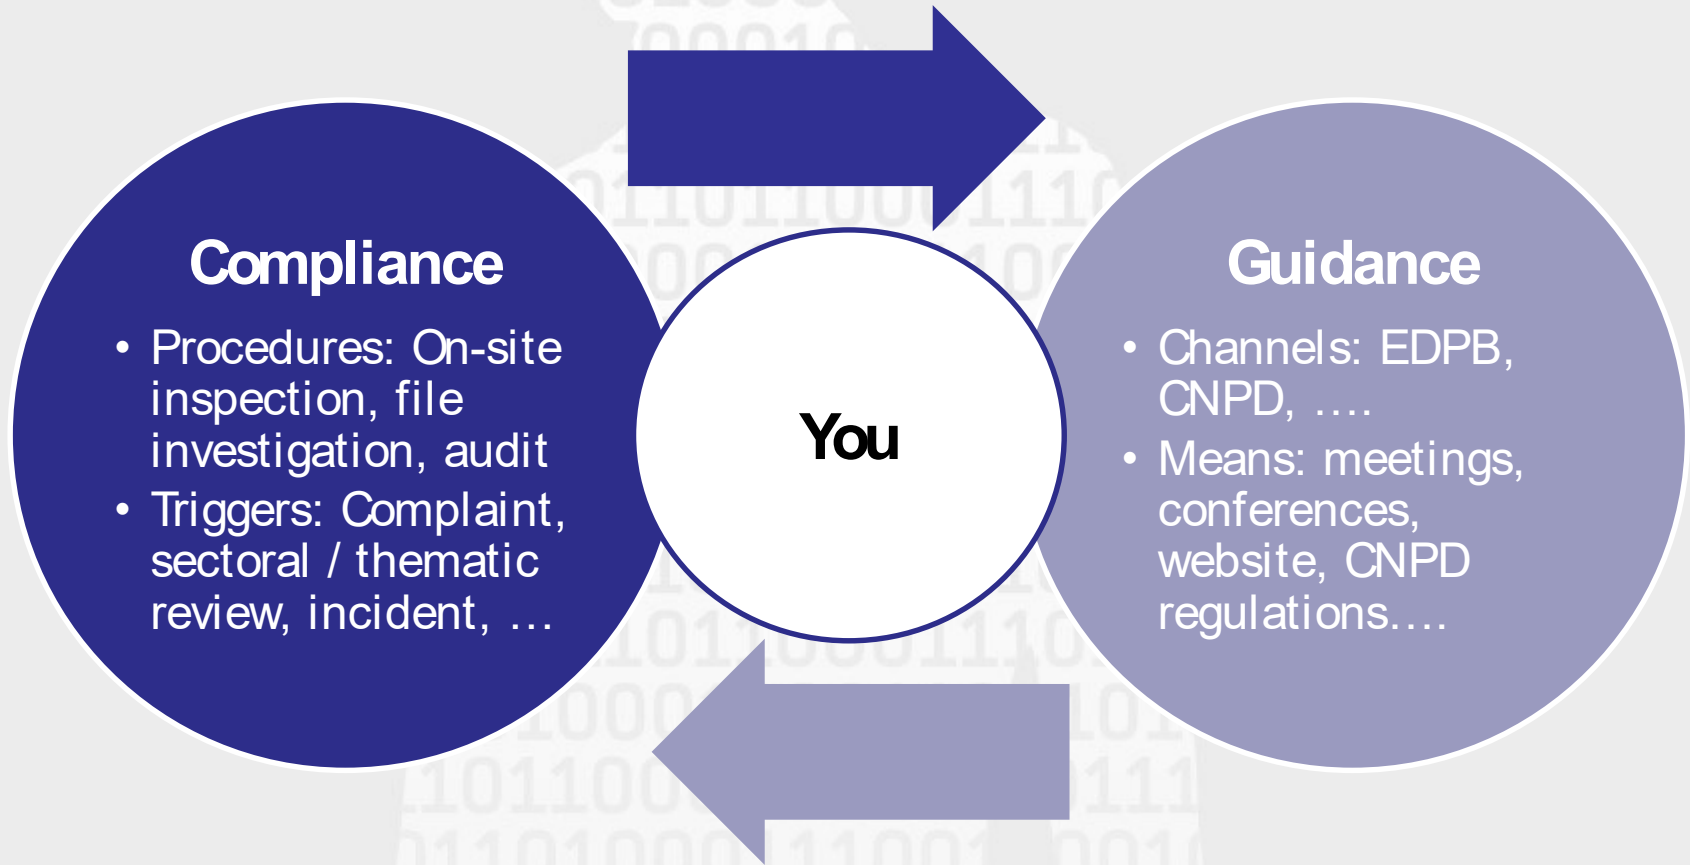 Compliance
• Procedures: On-site
inspection, file
investigation, audit
• Triggers: Complaint,
sectoral / thematic
review, incident, …
You
Guidance
• Channels: EDPB,
CNPD, ….
• Means: meetings,
conferences,
website, CNPD
regulations….